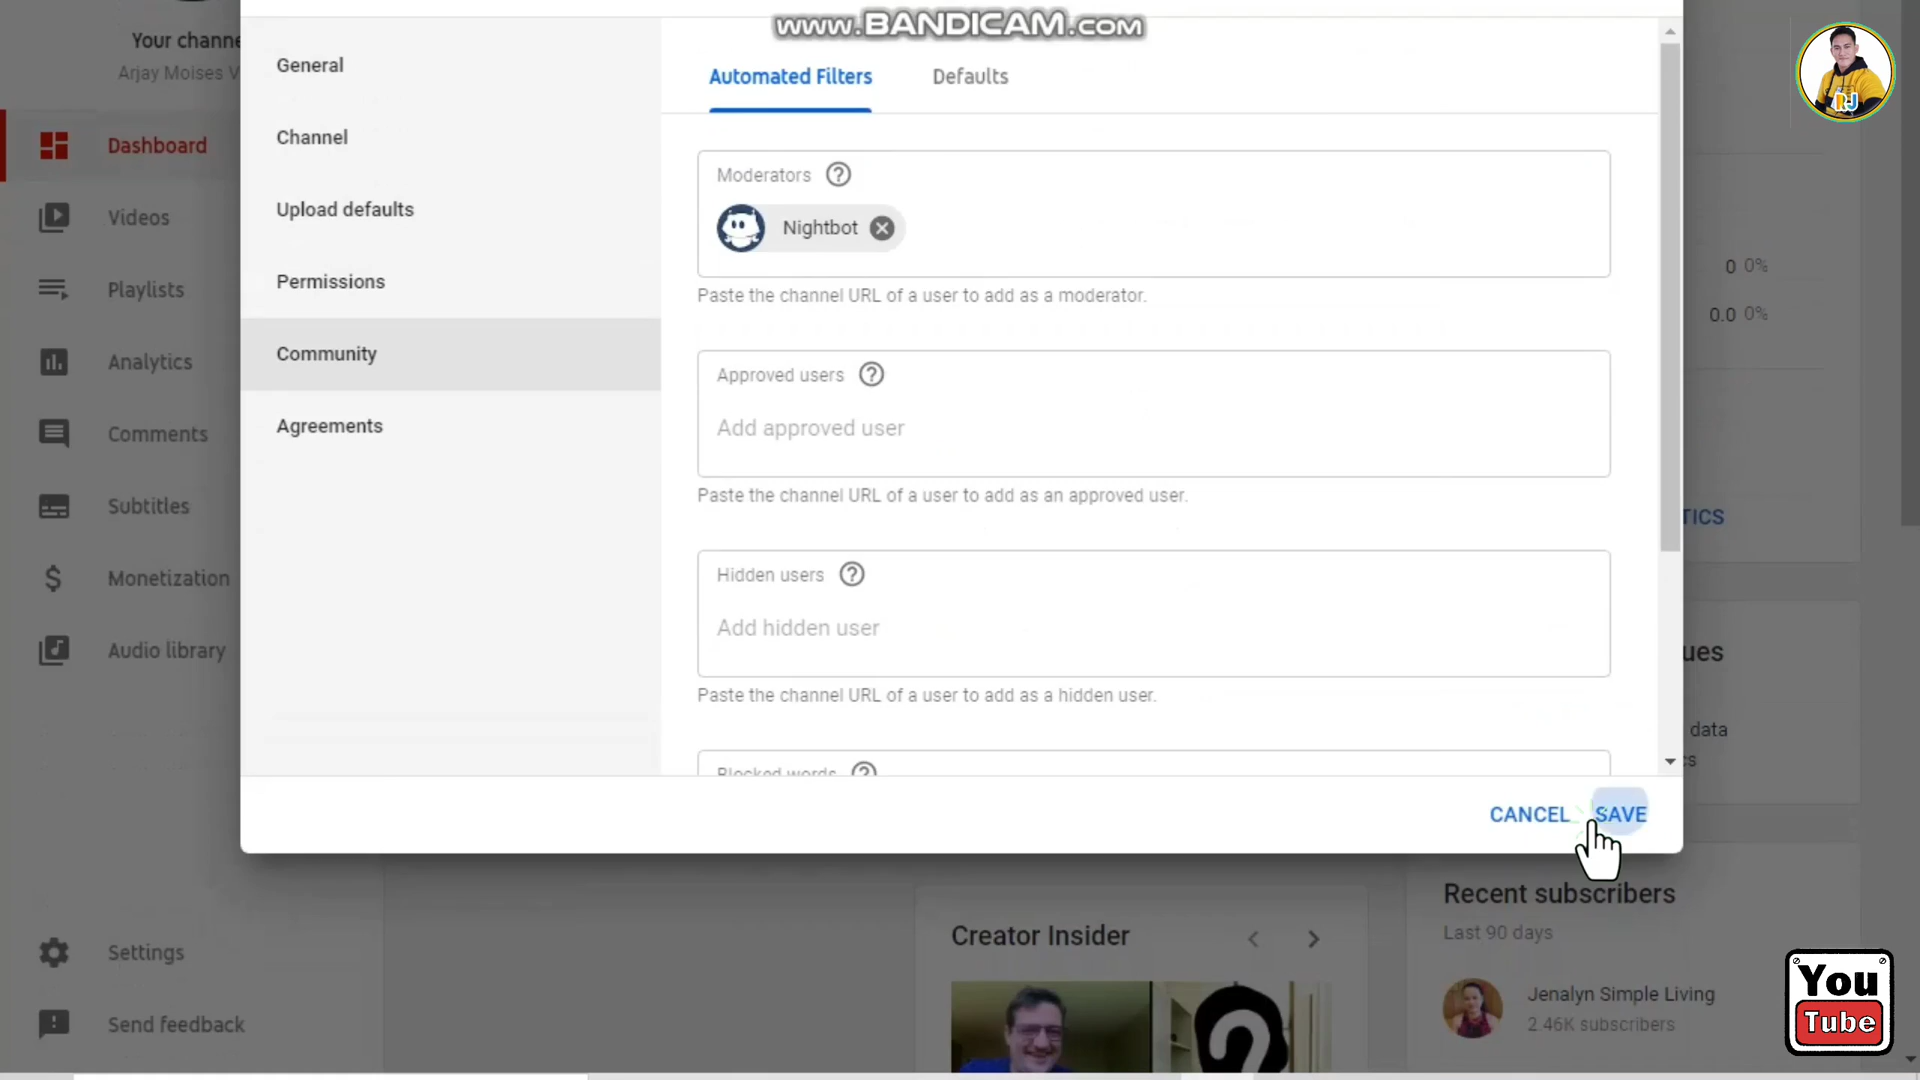 www.BANDICAM.com
Your channe
Arjay Moises V
Dashboard
Videos
Playlists
Analytics
Comments
Subtitles
Monetization
Audio library
Settings
Send feedback
General
Channel
Upload defaults
Permissions
Community
Agreements
Automated Filters Defaults
Moderators ?
Nightbot
Paste the channel URL of a user to add as a moderator.
Approved users ?
Add approved user
Paste the channel URL of a user to add as an approved user.
Hidden users ?
Add hidden user
Paste the channel URL of a user to add as a hidden user.
Blocked words ?
CANCEL SAVE
RJ
0 0%
0.0 0%
TICS
ues
data
cs
Creator Insider
Recent subscribers
Last 90 days
Jenalyn Simple Living
2.46K subscribers
You
Tube